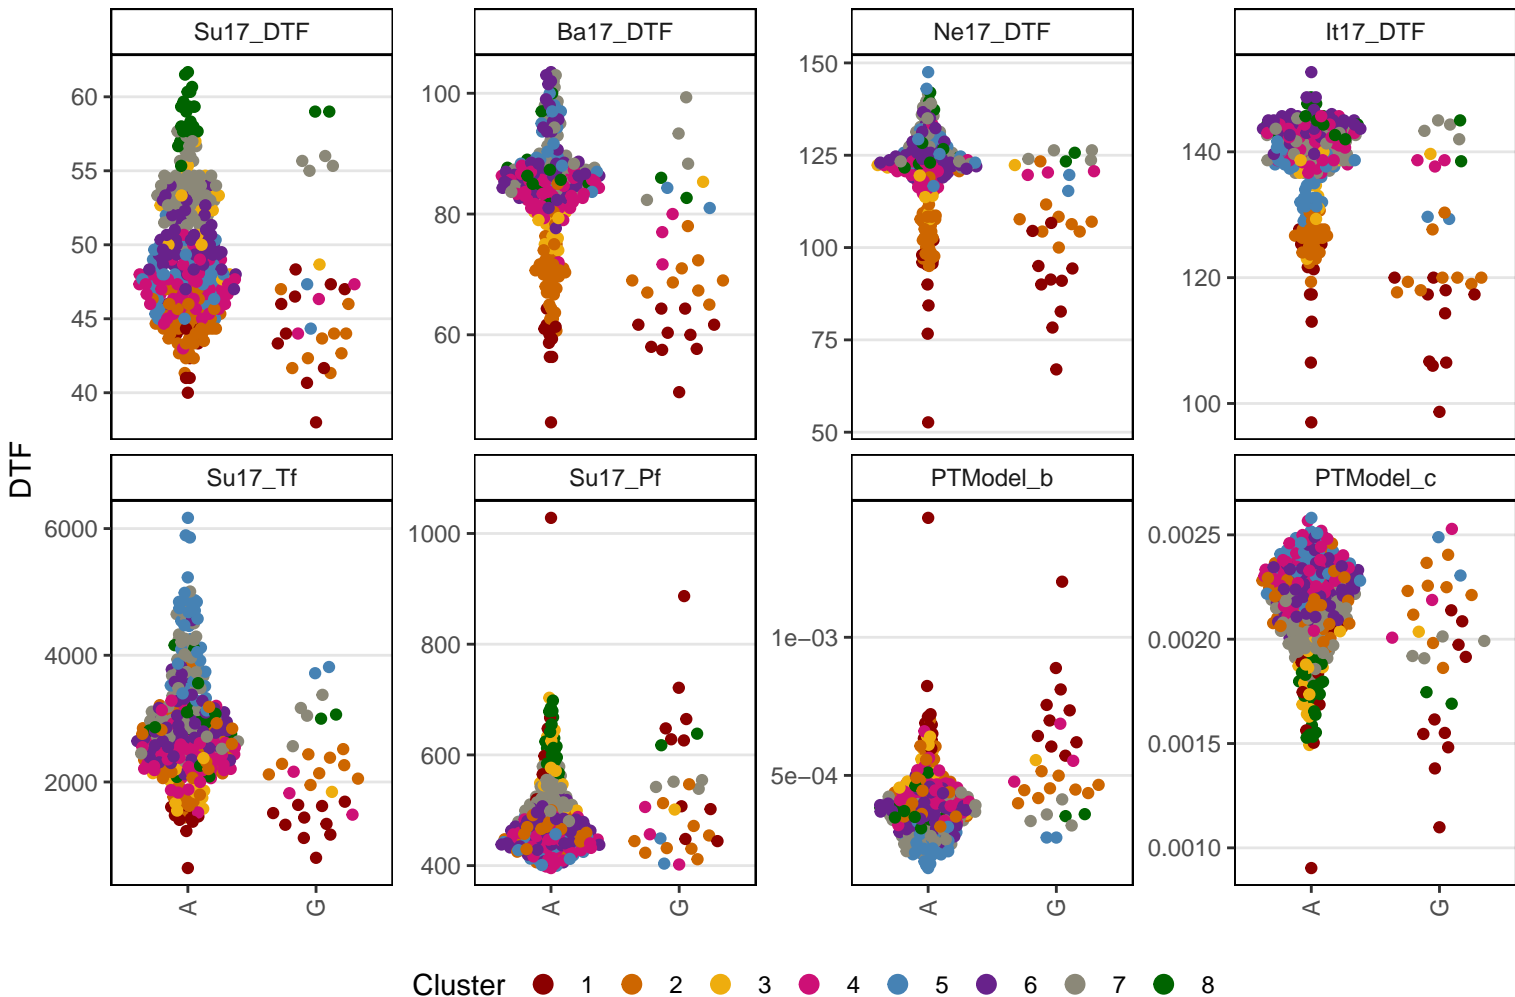 Su17_DTF
Ba17_DTF
Ne17_DTF
It17_DTF
60
55
50
45
40
100
80
60
150
125
100
75
50
140
120
100
DTF
Su17_Tf
Su17_Pf
PTModel_b
PTModel_c
6000
4000
2000
1000
800
600
400
1e−03
5e−04
0.0025
0.0020
0.0015
0.0010
A
G
A
G
A
G
A
G
Cluster 1 2 3 4 5 6 7 8